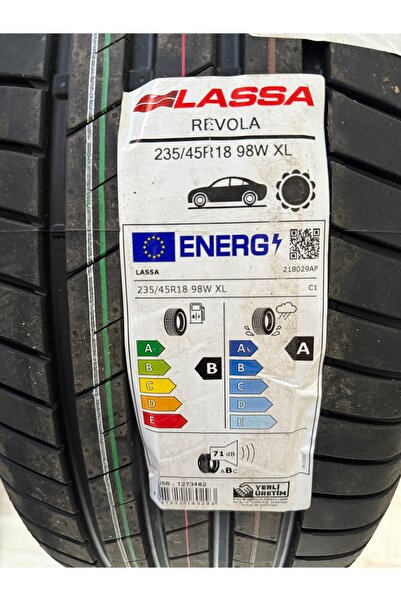 LASSA
REVOLA
235/45R18 98W XL
ENERG
LASSA
218029AP
235/45R18 98W XL
C1
A
B
C
D
E
B
A
B
C
D
E
A
71 dB
ABC
- 1273482
YERLİ
ÜRETİM